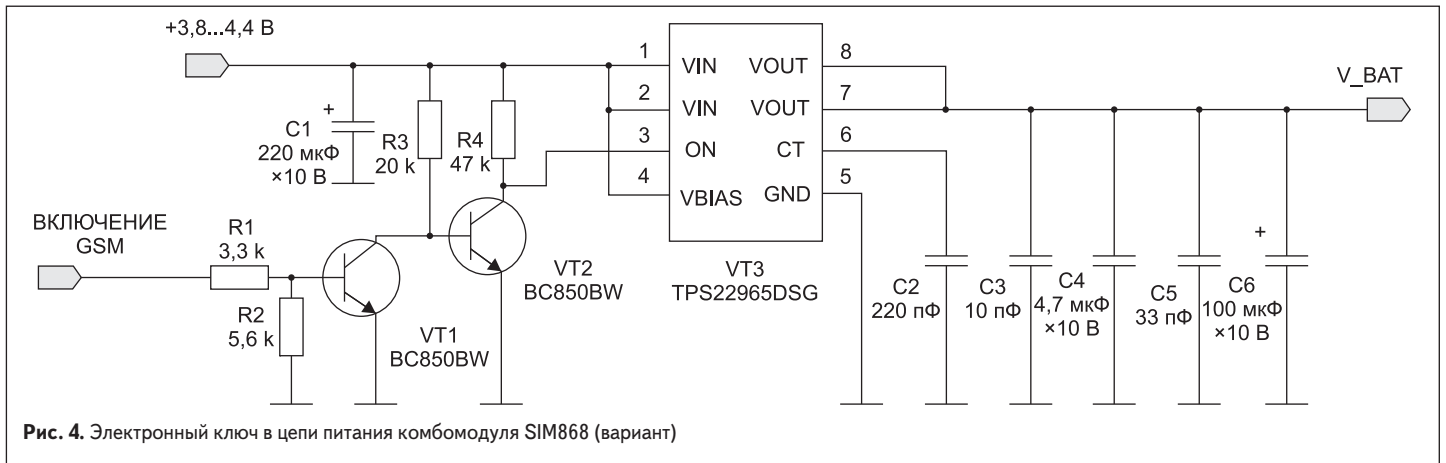 +3,8...4,4 В
1
VIN
VOUT
8
V_BAT
2
VIN
VOUT
7
+
C1
220 мкФ
×10 В
R3
20 k
R4
47 k
3
ON
CT
6
4
VBIAS
GND
5
ВКЛЮЧЕНИЕ
GSM
R1
3,3 k
R2
5,6 k
VT1
BC850BW
VT2
BC850BW
VT3
TPS22965DSG
C2
220 пФ
C3
10 пФ
C4
4,7 мкФ
×10 В
C5
33 пФ
+
C6
100 мкФ
×10 В
Рис. 4. Электронный ключ в цепи питания комбомодуля SIM868 (вариант)